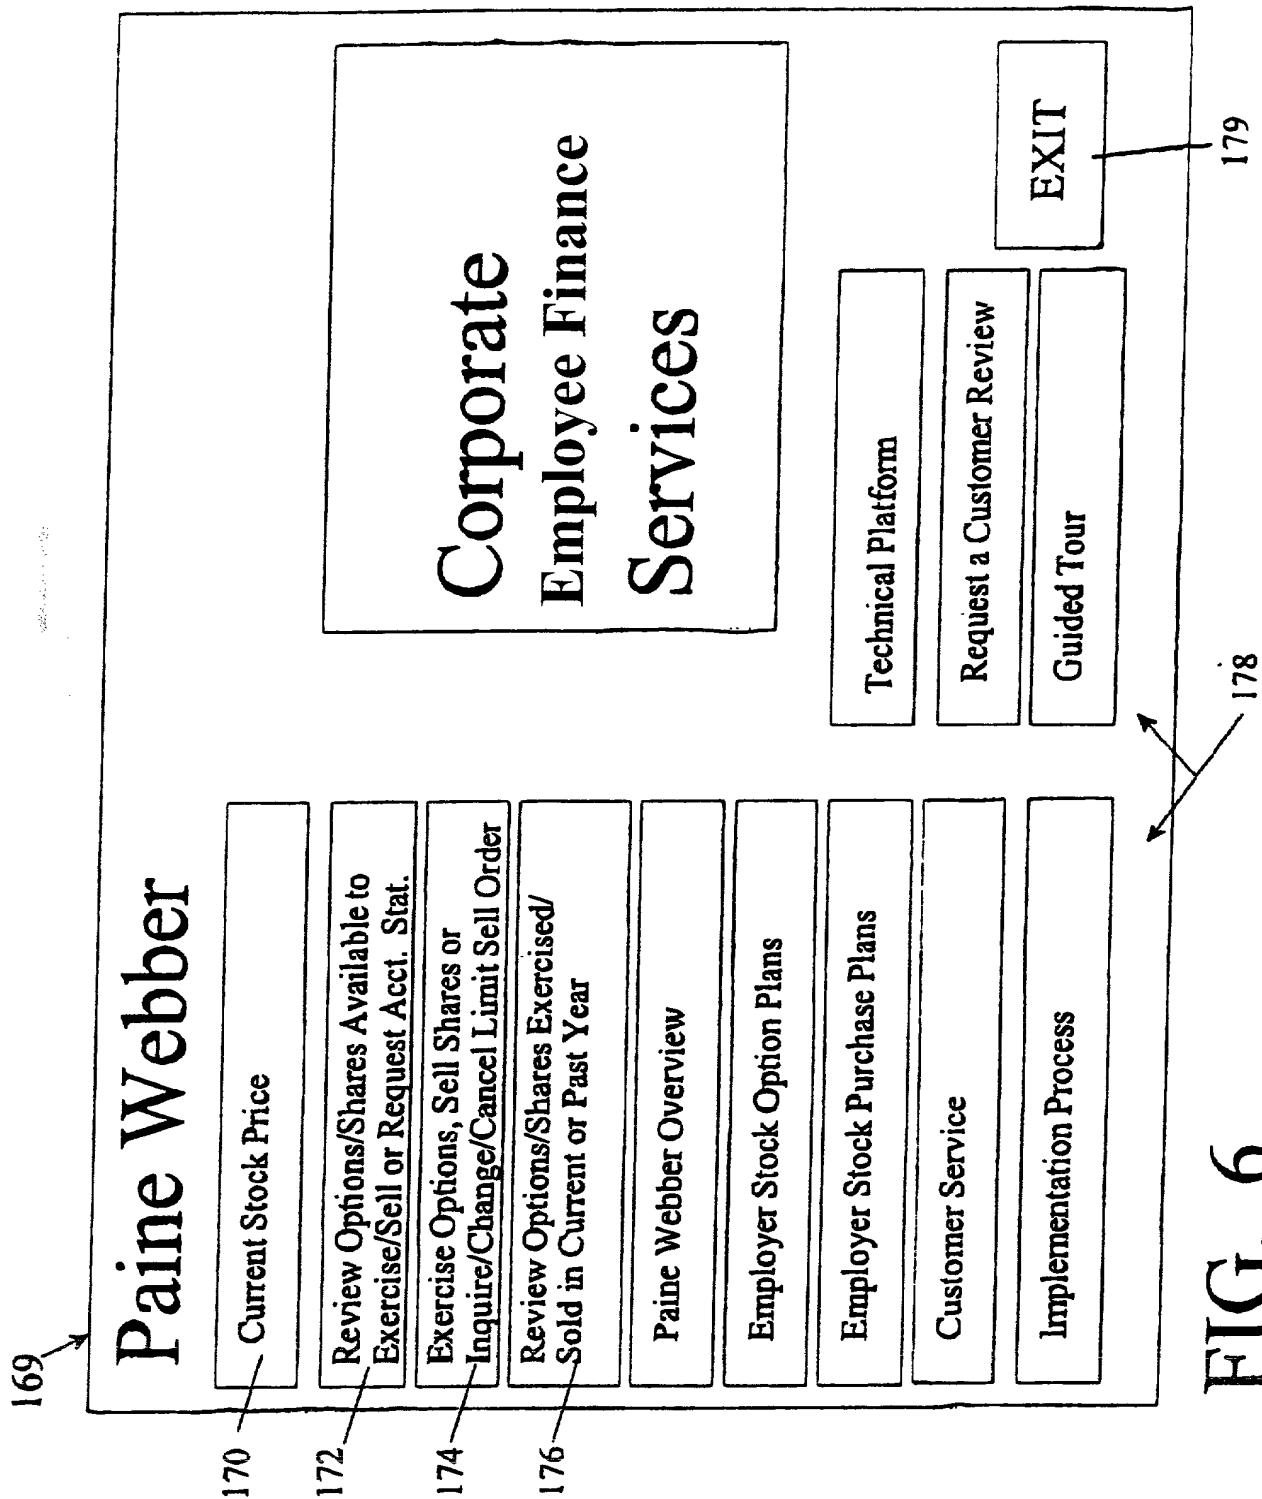 169
Paine Webber
170
Current Stock Price
172
Review Options/Shares Available to
Exercise/Sell or Request Acct. Stat.
174
Exercise Options, Sell Shares or
Inquire/Change/Cancel Limit Sell Order
176
Review Options/Shares Exercised/
Sold in Current or Past Year
Paine Webber Overview
Employer Stock Option Plans
Employer Stock Purchase Plans
Customer Service
Implementation Process
Corporate
Employee Finance
Services
Technical Platform
Request a Customer Review
Guided Tour
EXIT
178
179
FIG. 6